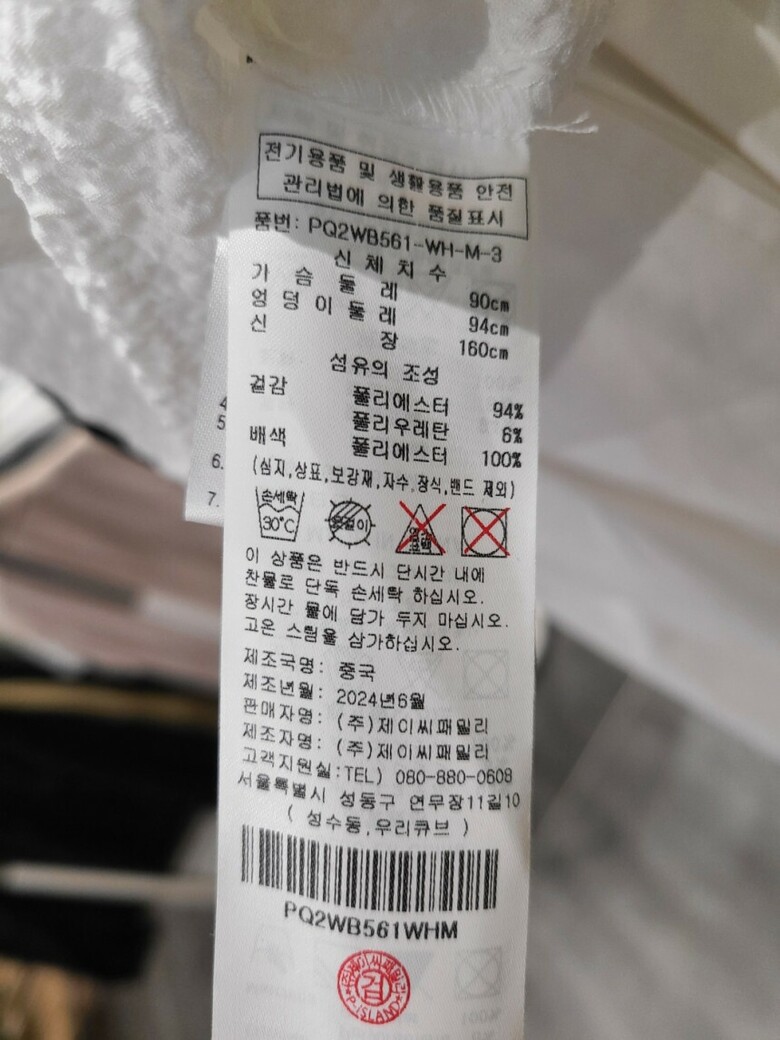 전기용품 및 생활용품 안전
관리법에 의한 품질표시
품번: PQ2WB561-WH-M-3
신 체 치 수
가 슴 둘 레 90cm
엉 덩 이 둘 레 94cm
신 장 160cm
섬유의 조성
겉감 폴리에스터 94%
폴리우레탄 6%
배색 폴리에스터 100%
(심지,상표,보강재,자수,장식,밴드 제외)
4
5
6.
7.
손세탁
30°C
이 상품은 반드시 단시간 내에
찬물로 단독 손세탁 하십시오.
장시간 물에 담가 두지 마십시오.
고온 스팀을 삼가하십시오.
제조국명: 중국
제조년월: 2024년6월
판매자명: (주)제이씨패밀리
제조자명: (주)제이씨패밀리
고객지원실:TEL) 080-880-0608
서울특별시 성동구 연무장11길10
( 성수동,우리큐브 )
PQ2WB561WHM
검
P-ISLAND